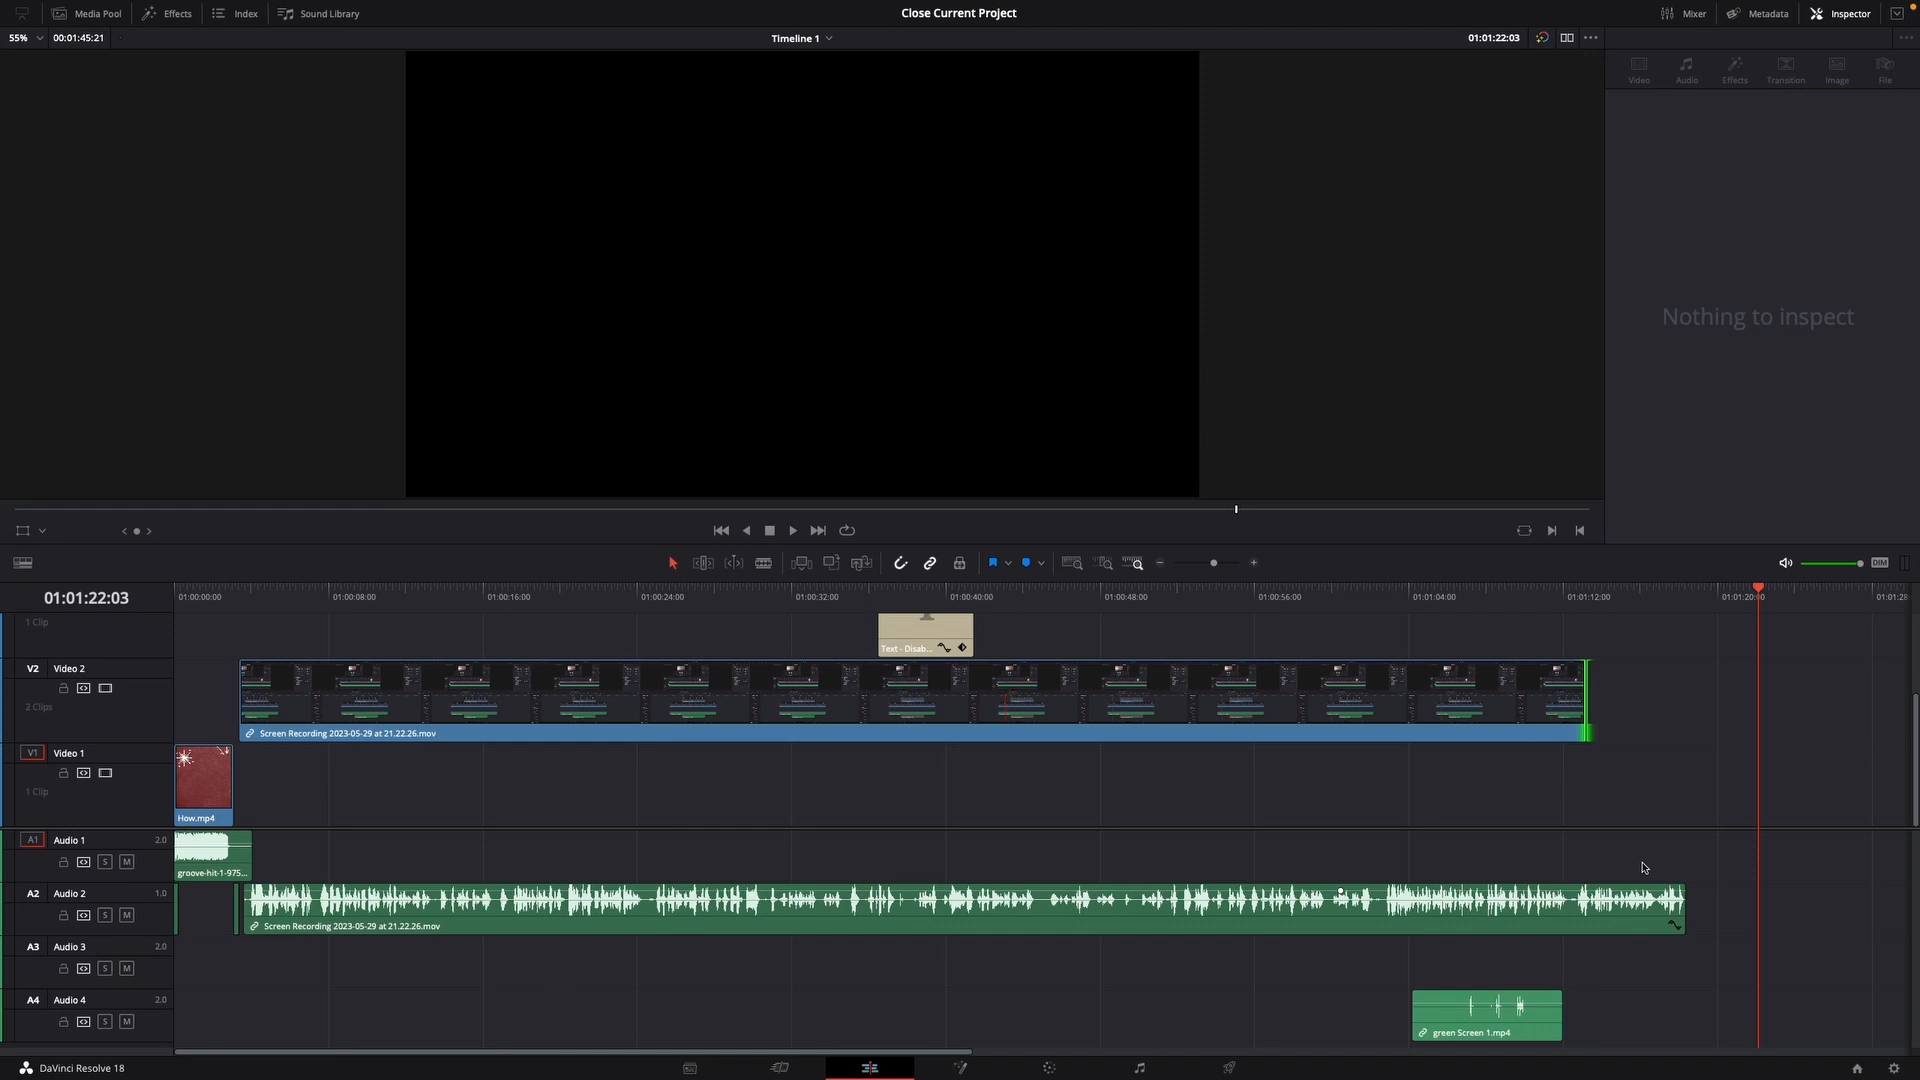 Media Pool Effects Index Sound Library Close Current Project Mixer Metadata Inspector
55% 00:01:45:21 Timeline 1 01:01:22:03
Video Audio Effects Transition Image File
Nothing to inspect
DIM
01:01:22:03 01:00:00:00 01:00:08:00 01:00:16:00 01:00:24:00 01:00:32:00 01:00:40:00 01:00:48:00 01:00:56:00 01:01:04:00 01:01:12:00 01:01:20:00 01:01:28
1 Clip
Text - Disab...
V2 Video 2
2 Clips
Screen Recording 2023-05-29 at 21.22.26.mov
V1 Video 1
1 Clip
How.mp4
A1 Audio 1 2.0
S M
groove-hit-1-975...
A2 Audio 2 1.0
S M
Screen Recording 2023-05-29 at 21.22.26.mov
A3 Audio 3 2.0
S M
A4 Audio 4 2.0
S M
green Screen 1.mp4
DaVinci Resolve 18